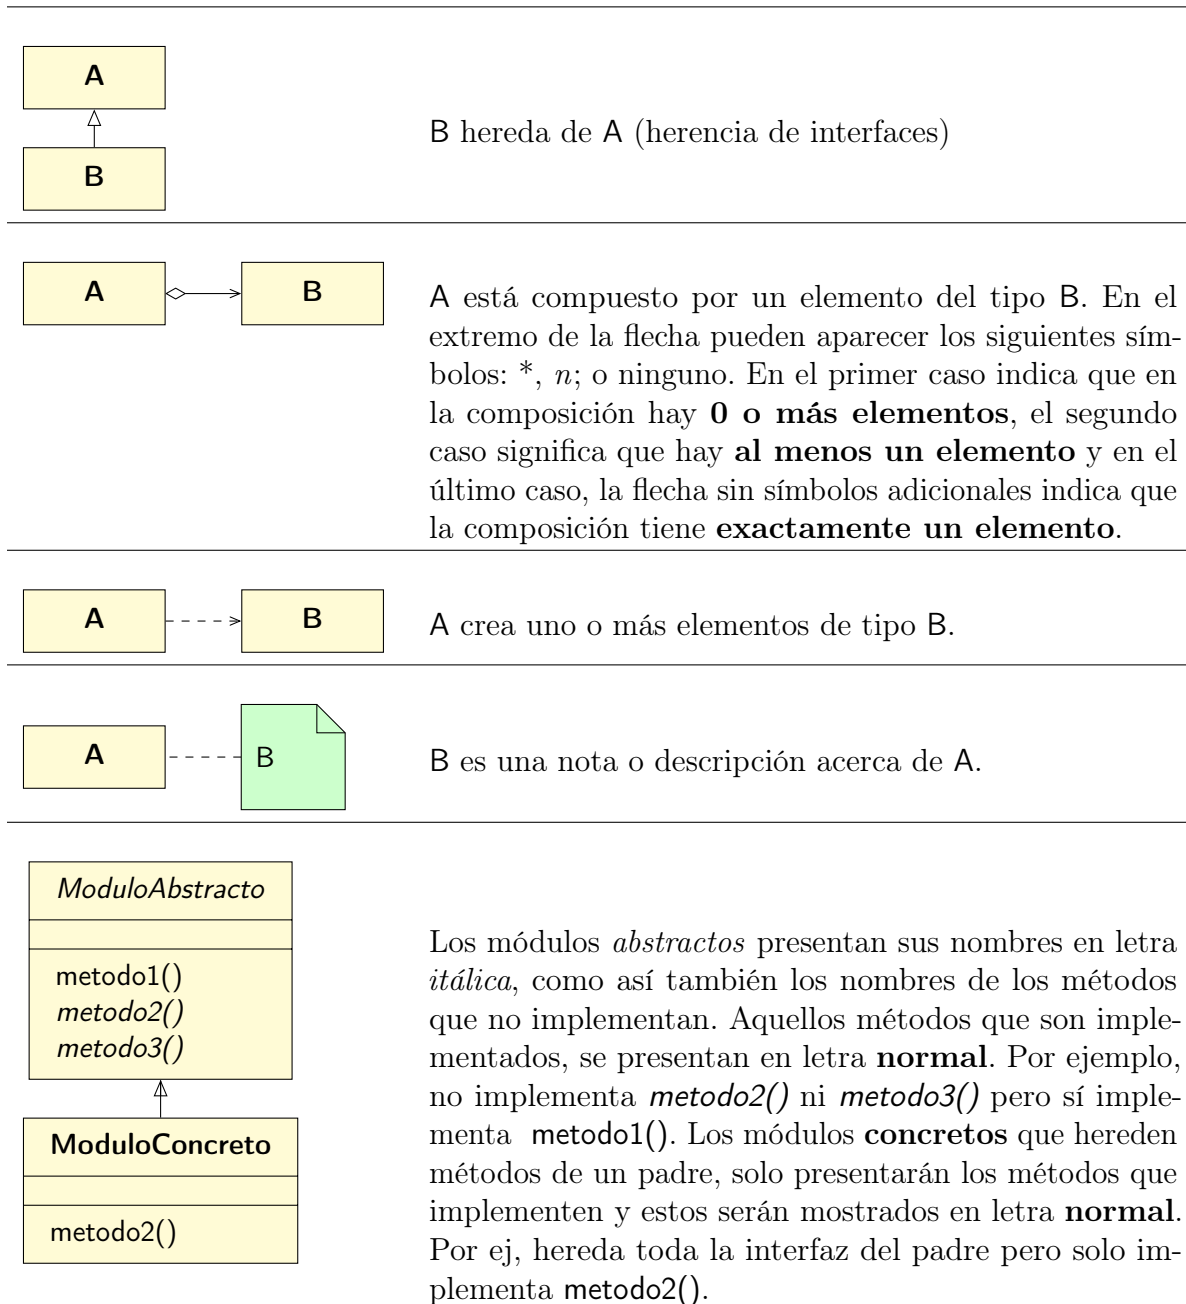 A
B
B hereda de A (herencia de interfaces)
A
B
A está compuesto por un elemento del tipo B. En el
extremo de la flecha pueden aparecer los siguientes sím-
bolos: *, n; o ninguno. En el primer caso indica que en
la composición hay 0 o más elementos, el segundo
caso significa que hay al menos un elemento y en el
último caso, la flecha sin símbolos adicionales indica que
la composición tiene exactamente un elemento.
A
B
A crea uno o más elementos de tipo B.
A
B
B es una nota o descripción acerca de A.
ModuloAbstracto
metodo1()
metodo2()
metodo3()
ModuloConcreto
metodo2()
Los módulos abstractos presentan sus nombres en letra
itálica, como así también los nombres de los métodos
que no implementan. Aquellos métodos que son imple-
mentados, se presentan en letra normal. Por ejemplo,
no implementa metodo2() ni metodo3() pero sí imple-
menta metodo1(). Los módulos concretos que hereden
métodos de un padre, solo presentarán los métodos que
implementen y estos serán mostrados en letra normal.
Por ej, hereda toda la interfaz del padre pero solo im-
plementa metodo2().